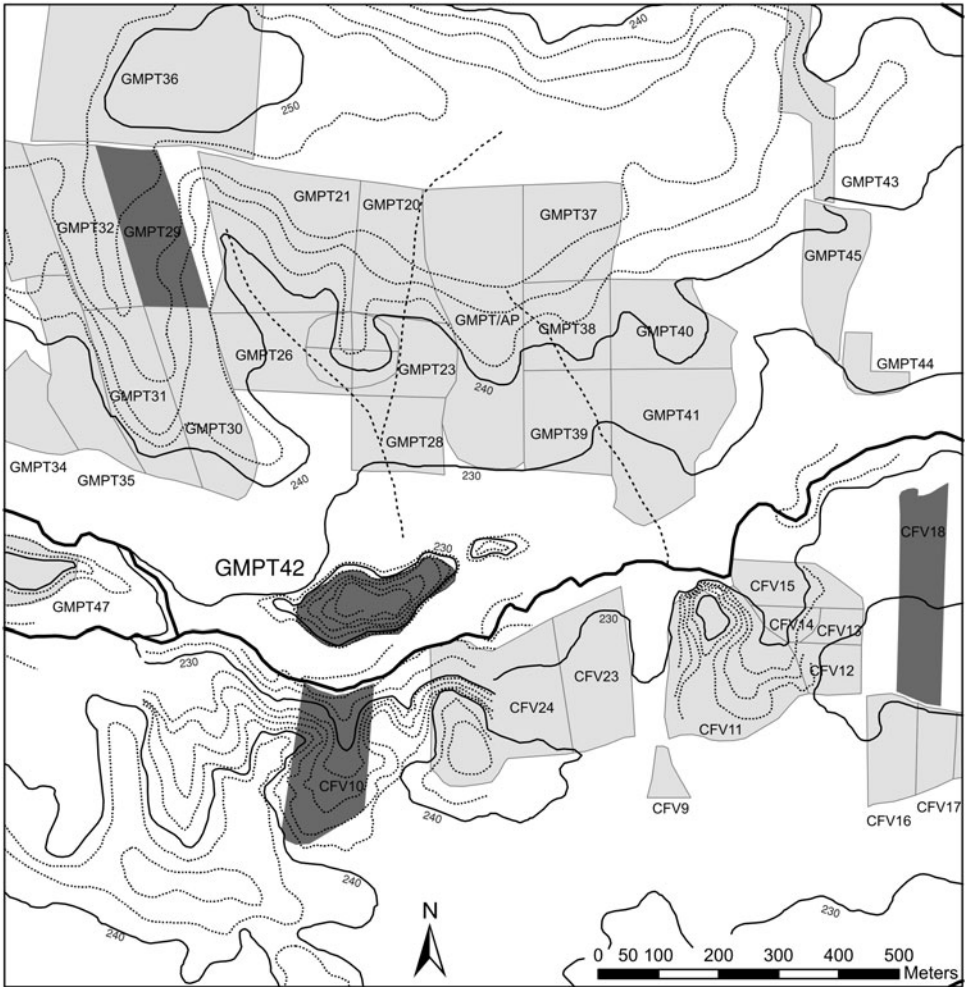 240
GMPT36
250
GMPT43
GMPT21
GMPT20
GMPT37
GMPT32
GMPT29
GMPT45
GMPT/AP
GMPT38
GMPT40
GMPT26
GMPT23
GMPT44
240
GMPT31
GMPT41
GMPT30
GMPT28
GMPT39
GMPT34
GMPT35
240
230
CFV18
230
GMPT42
CFV15
GMPT47
230
CFV14
CFV13
230
CFV23
CFV12
CFV24
CFV11
CFV10
CFV9
240
CFV16
CFV17
240
230
240
N
0 50 100 200 300 400 500
Meters